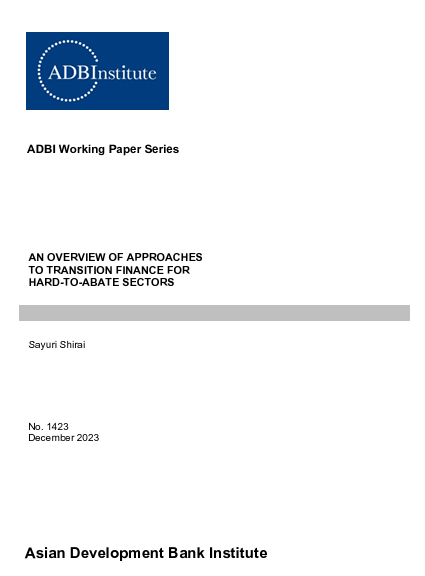 ADBInstitute
ADBI Working Paper Series
AN OVERVIEW OF APPROACHES
TO TRANSITION FINANCE FOR
HARD-TO-ABATE SECTORS
Sayuri Shirai
No. 1423
December 2023
Asian Development Bank Institute